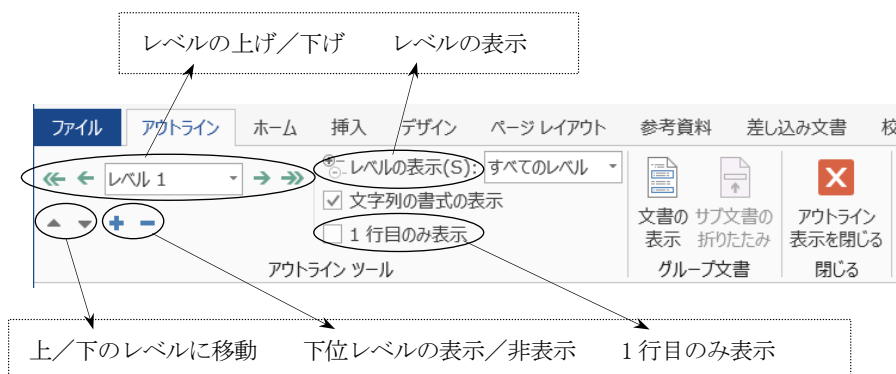 レベルの上げ／下げ　　レベルの表示
ファイル　アウトライン　ホーム　挿入　デザイン　ページ レイアウト　参考資料　差し込み文書　校
レベル 1　レベルの表示(S): すべてのレベル
文字列の書式の表示
1 行目のみ表示
文書の表示　サブ文書の折りたたみ　アウトライン表示を閉じる
アウトライン ツール　グループ文書　閉じる
上／下のレベルに移動　　下位レベルの表示／非表示　　1 行目のみ表示